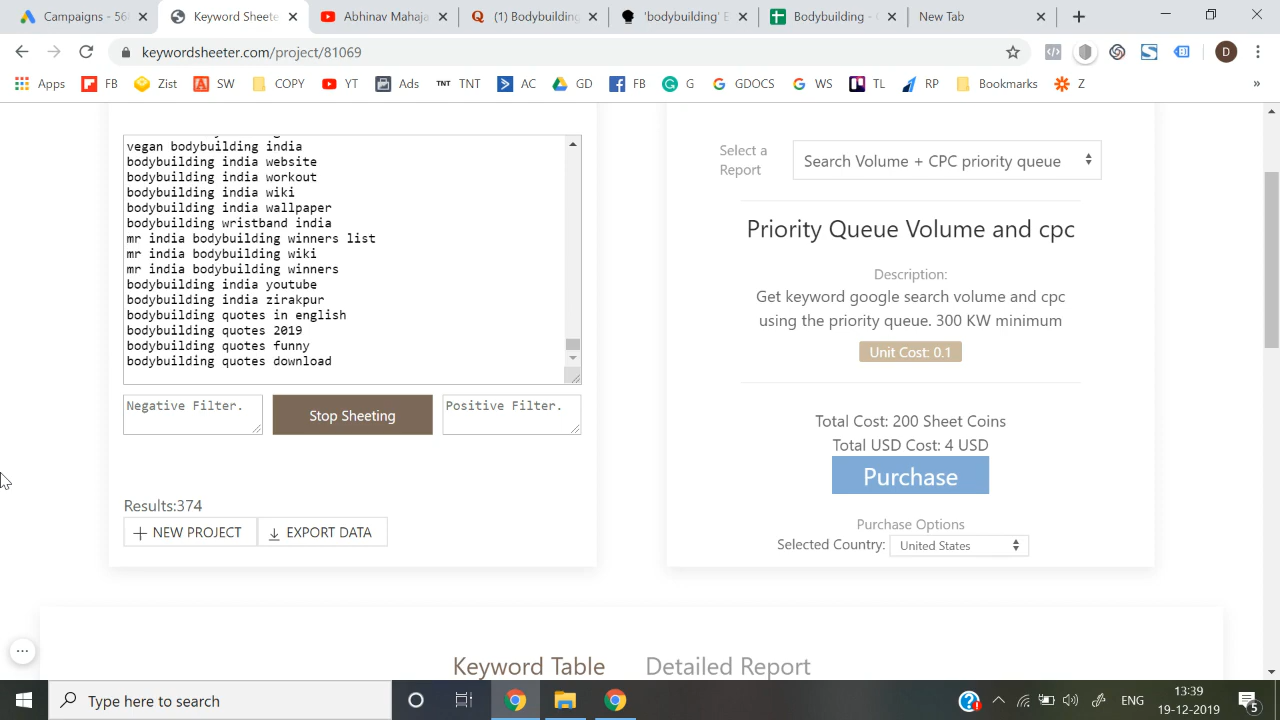 Campaigns - 56
Keyword Sheete
Abhinav Mahaja
(1) Bodybuilding
'bodybuilding' E
Bodybuilding - G
New Tab
keywordsheeter.com/project/81069
D
Apps
FB
Zist
SW
COPY
YT
Ads
TNT TNT
AC
GD
FB
G
GDOCS
WS
TL
RP
Bookmarks
Z
»
vegan bodybuilding india
bodybuilding india website
bodybuilding india workout
bodybuilding india wiki
bodybuilding india wallpaper
bodybuilding wristband india
mr india bodybuilding winners list
mr india bodybuilding wiki
mr india bodybuilding winners
bodybuilding india youtube
bodybuilding india zirakpur
bodybuilding quotes in english
bodybuilding quotes 2019
bodybuilding quotes funny
bodybuilding quotes download
Negative Filter.
Stop Sheeting
Positive Filter.
Results:374
NEW PROJECT
EXPORT DATA
Select a
Report
Search Volume + CPC priority queue
Priority Queue Volume and cpc
Description:
Get keyword google search volume and cpc
using the priority queue. 300 KW minimum
Unit Cost: 0.1
Total Cost: 200 Sheet Coins
Total USD Cost: 4 USD
Purchase
Purchase Options
Selected Country:
United States
Keyword Table
Detailed Report
Type here to search
ENG
13:39
19-12-2019
5